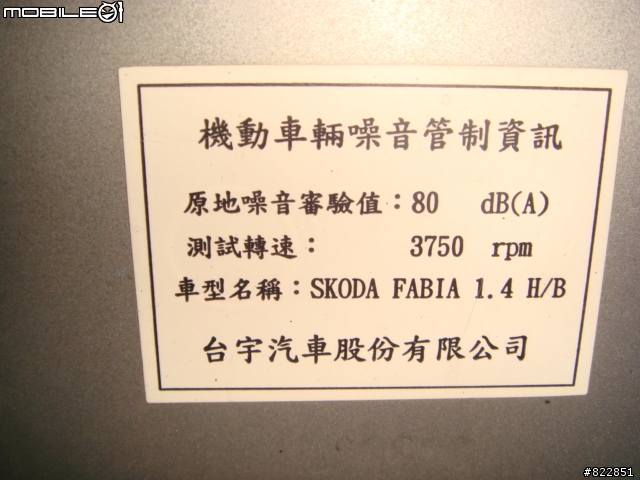 MOBILE01
機動車輛噪音管制資訊
原地噪音審驗值：80 dB(A)
測試轉速： 3750 rpm
車型名稱：SKODA FABIA 1.4 H/B
台宇汽車股份有限公司
#822851